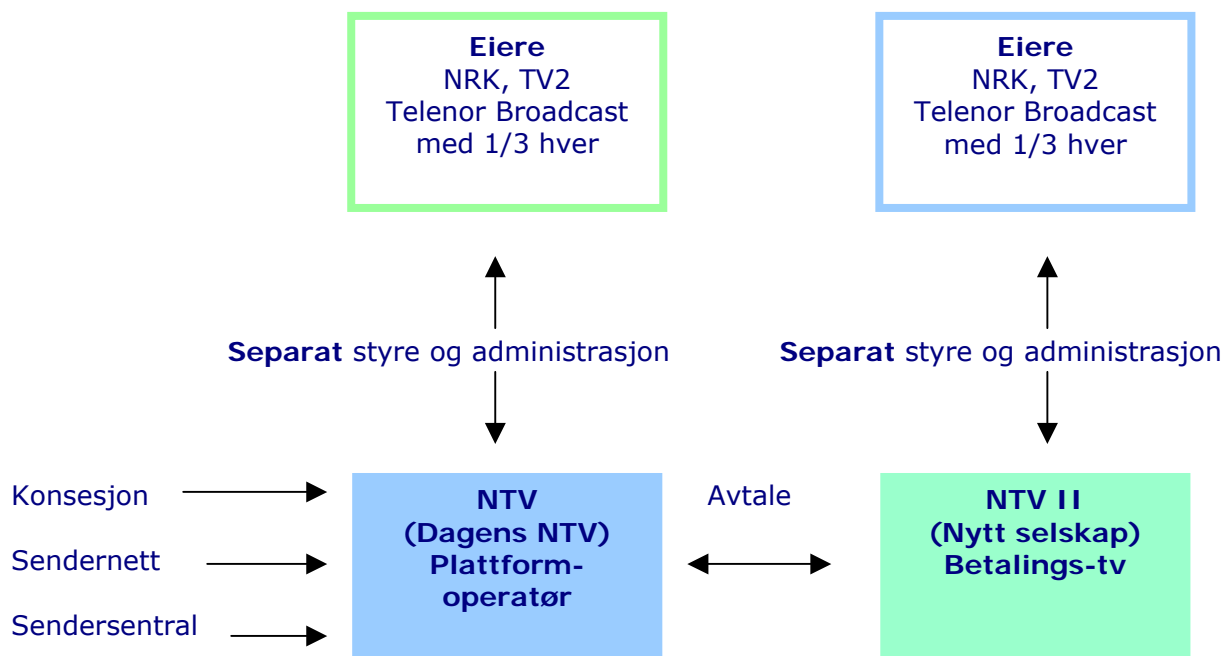 Eiere
NRK, TV2
Telenor Broadcast
med 1/3 hver
Eiere
NRK, TV2
Telenor Broadcast
med 1/3 hver
Separat styre og administrasjon
Separat styre og administrasjon
Konsesjon
Sendernett
Sendersentral
NTV
(Dagens NTV)
Plattform-
operatør
Avtale
NTV II
(Nytt selskap)
Betalings-tv